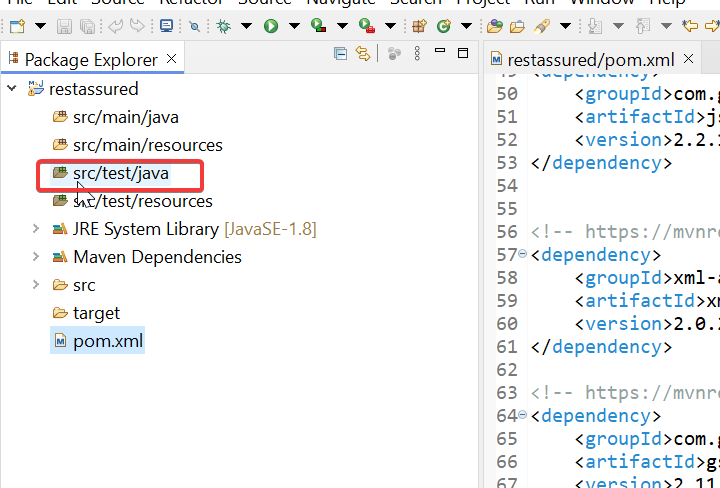 File Edit Source Refactor Navigate Search Project Run Window Help
Package Explorer
restassured
src/main/java
src/main/resources
src/test/java
src/test/resources
JRE System Library [JavaSE-1.8]
Maven Dependencies
src
target
pom.xml
restassured/pom.xml
49 <dependency>
50 <groupId>com.g
51 <artifactId>js
52 <version>2.2.1
53 </dependency>
54
55
56 <!-- https://mvnre
57 <dependency>
58 <groupId>xml-a
59 <artifactId>xm
60 <version>2.0.2
61 </dependency>
62
63 <!-- https://mvnre
64 <dependency>
65 <groupId>com.g
66 <artifactId>gs
67 <version>2.11